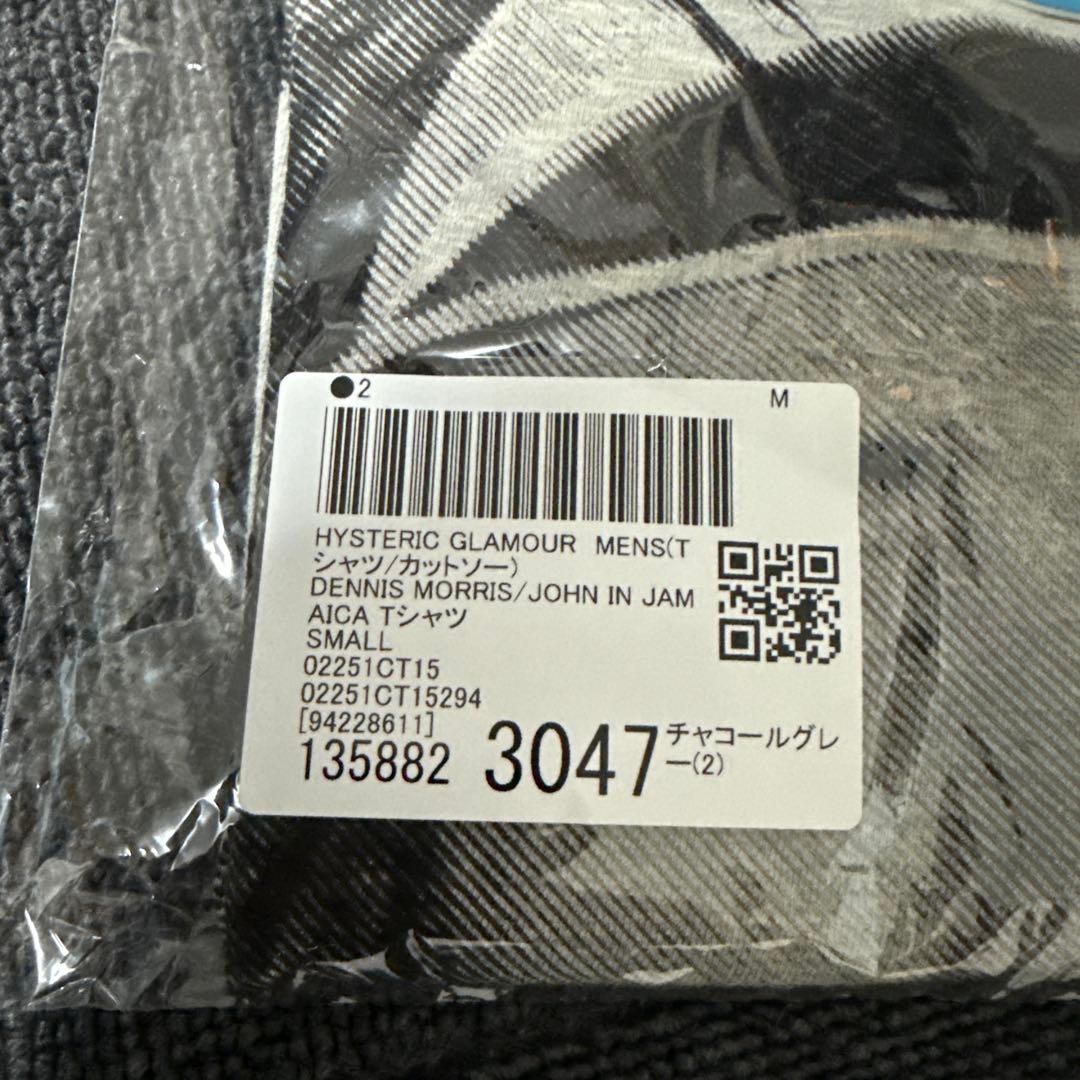 ●2 M
HYSTERIC GLAMOUR MENS(T
シャツ/カットソー)
DENNIS MORRIS/JOHN IN JAM
AICA Tシャツ
SMALL
02251CT15
02251CT15294
[94228611]
135882 3047 チャコールグレ
ー(2)